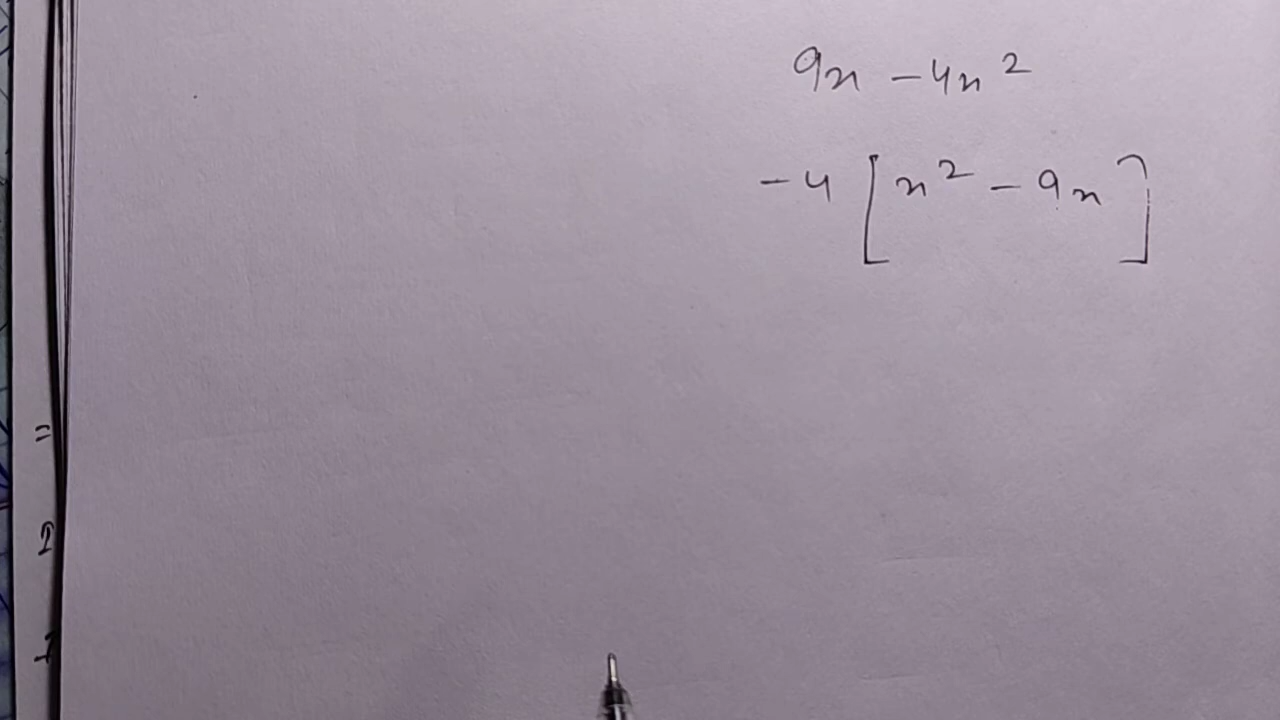 9x - 4x²
-4 [x² - 9x]